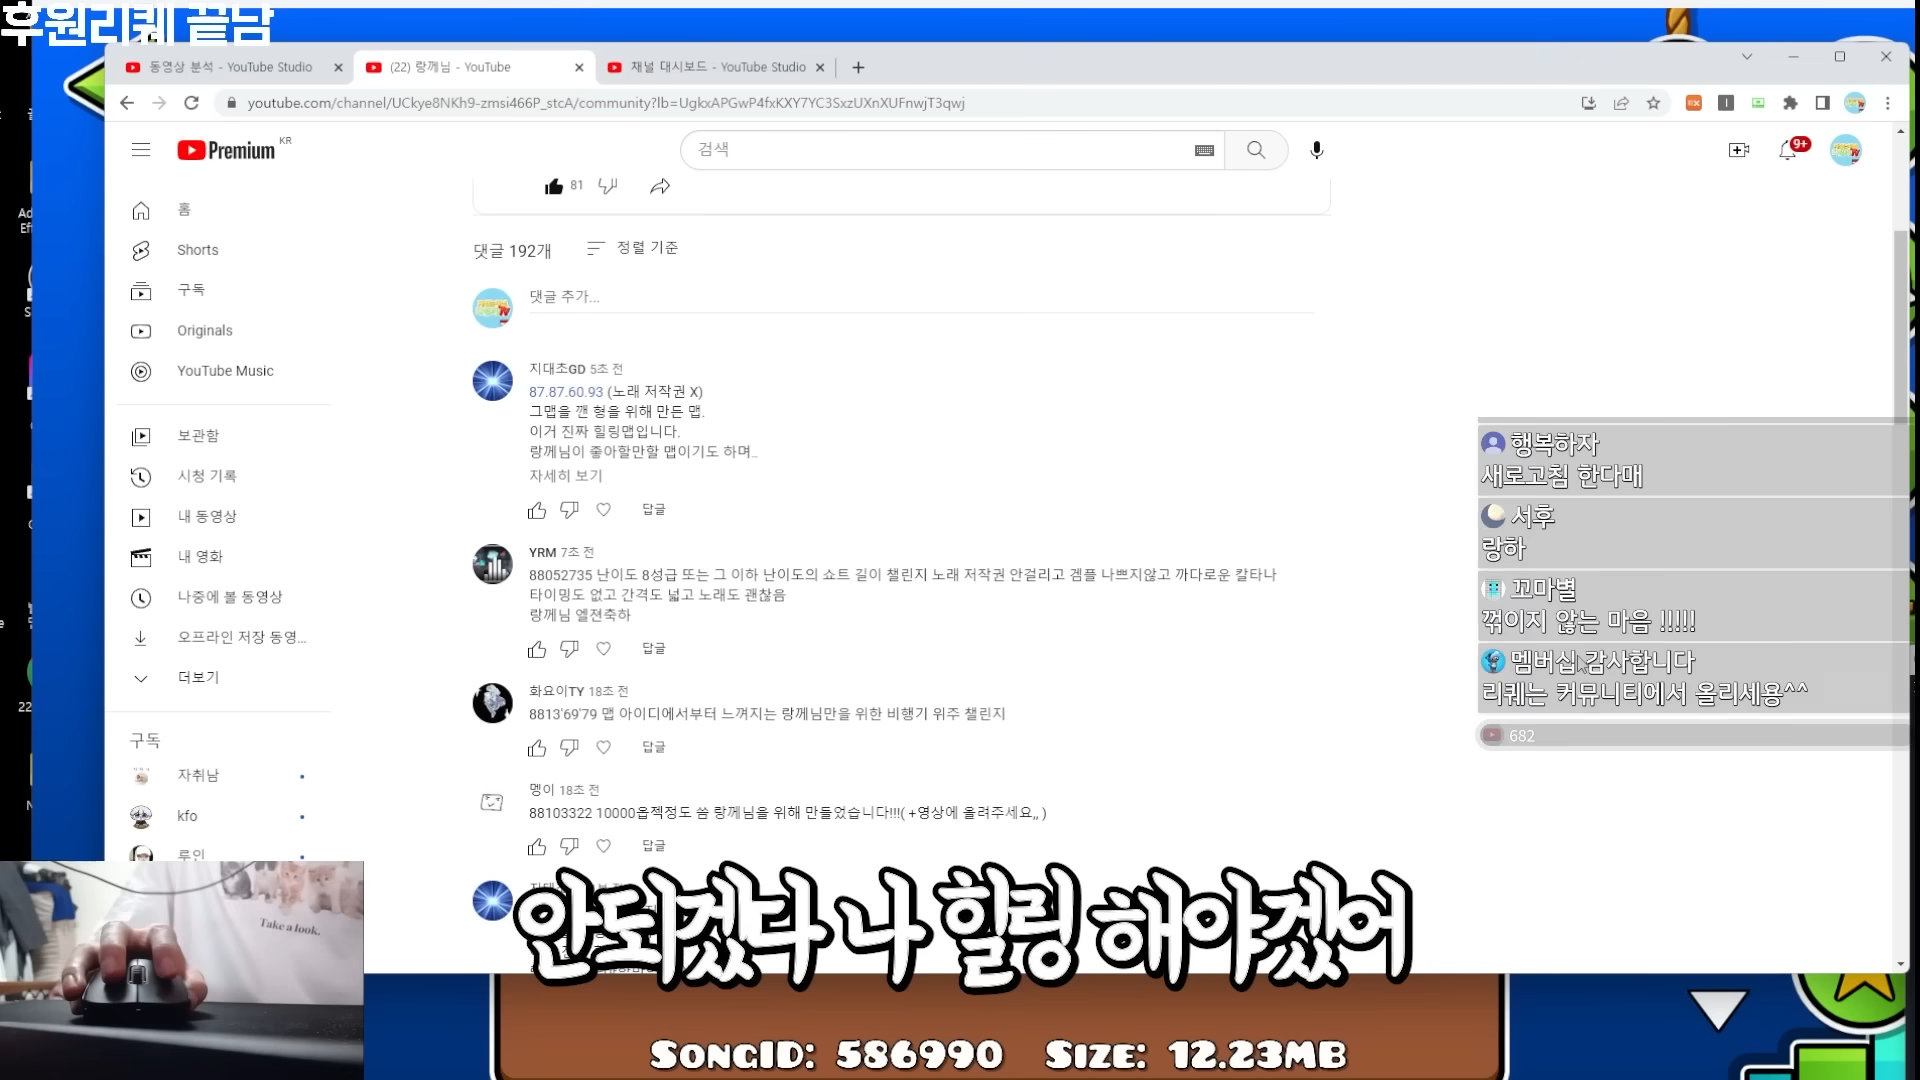 후원리퀘 끝남
동영상 분석 - YouTube Studio
(22) 랑께님 - YouTube
채널 대시보드 - YouTube Studio
youtube.com/channel/UCkye8NKh9-zmsi466P_stcA/community?lb=UgkxAPGwP4fxKXY7YC3SxzUXnXUFnwjT3qwj
Premium KR
검색
9+
홈
Shorts
구독
Originals
YouTube Music
보관함
시청 기록
내 동영상
내 영화
나중에 볼 동영상
오프라인 저장 동영...
더보기
구독
자취남
kfo
루인
81
댓글 192개
정렬 기준
댓글 추가...
지대초GD 5초 전
87.87.60.93 (노래 저작권 X)
그맵을 깬 형을 위해 만든 맵.
이거 진짜 힐링맵입니다.
랑께님이 좋아할만할 맵이기도 하며..
자세히 보기
답글
YRM 7초 전
88052735 난이도 8성급 또는 그 이하 난이도의 쇼트 길이 챌린지 노래 저작권 안걸리고 겜플 나쁘지않고 까다로운 칼타나
타이밍도 없고 간격도 넓고 노래도 괜찮음
랑께님 엘젼축하
답글
화요이TY 18초 전
8813'69'79 맵 아이디에서부터 느껴지는 랑께님만을 위한 비행기 위주 챌린지
답글
멩이 18초 전
88103322 10000옵젝정도 씀 랑께님을 위해 만들었습니다!!!( +영상에 올려주세요,, )
답글
행복하자
새로고침 한다매
서후
랑하
꼬마별
꺾이지 않는 마음 !!!!!
멤버십 감사합니다
리퀘는 커뮤니티에서 올리세용^^
682
Take a look.
안되겠다 나 힐링 해야겠어
SongID: 586990 Size: 12.23MB